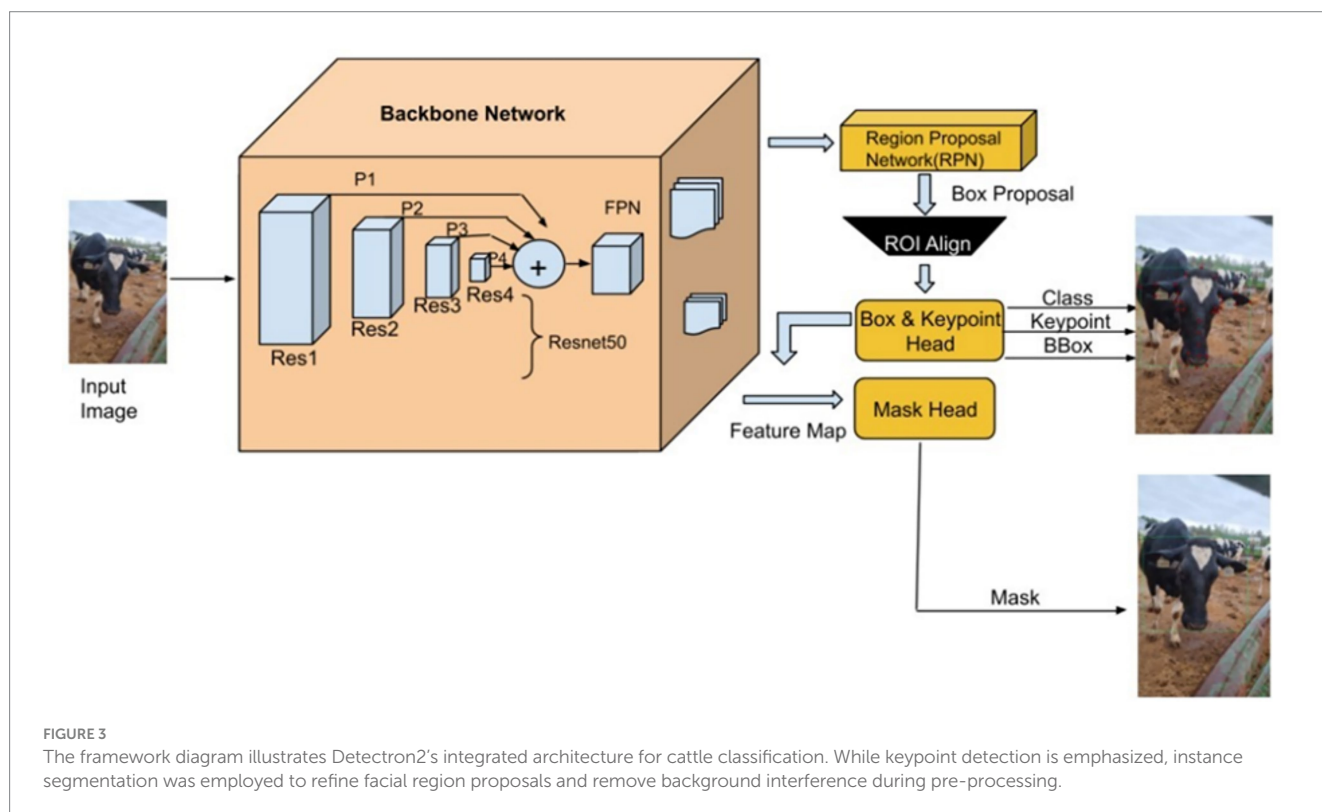 Backbone Network
P1
P2
P3
P4
FPN
+
Res1
Res2
Res3
Res4
Resnet50
Input
Image
Region Proposal
Network(RPN)
Box Proposal
ROI Align
Box & Keypoint
Head
Class
Keypoint
BBox
Feature Map
Mask Head
Mask
FIGURE 3
The framework diagram illustrates Detectron2's integrated architecture for cattle classification. While keypoint detection is emphasized, instance
segmentation was employed to refine facial region proposals and remove background interference during pre-processing.